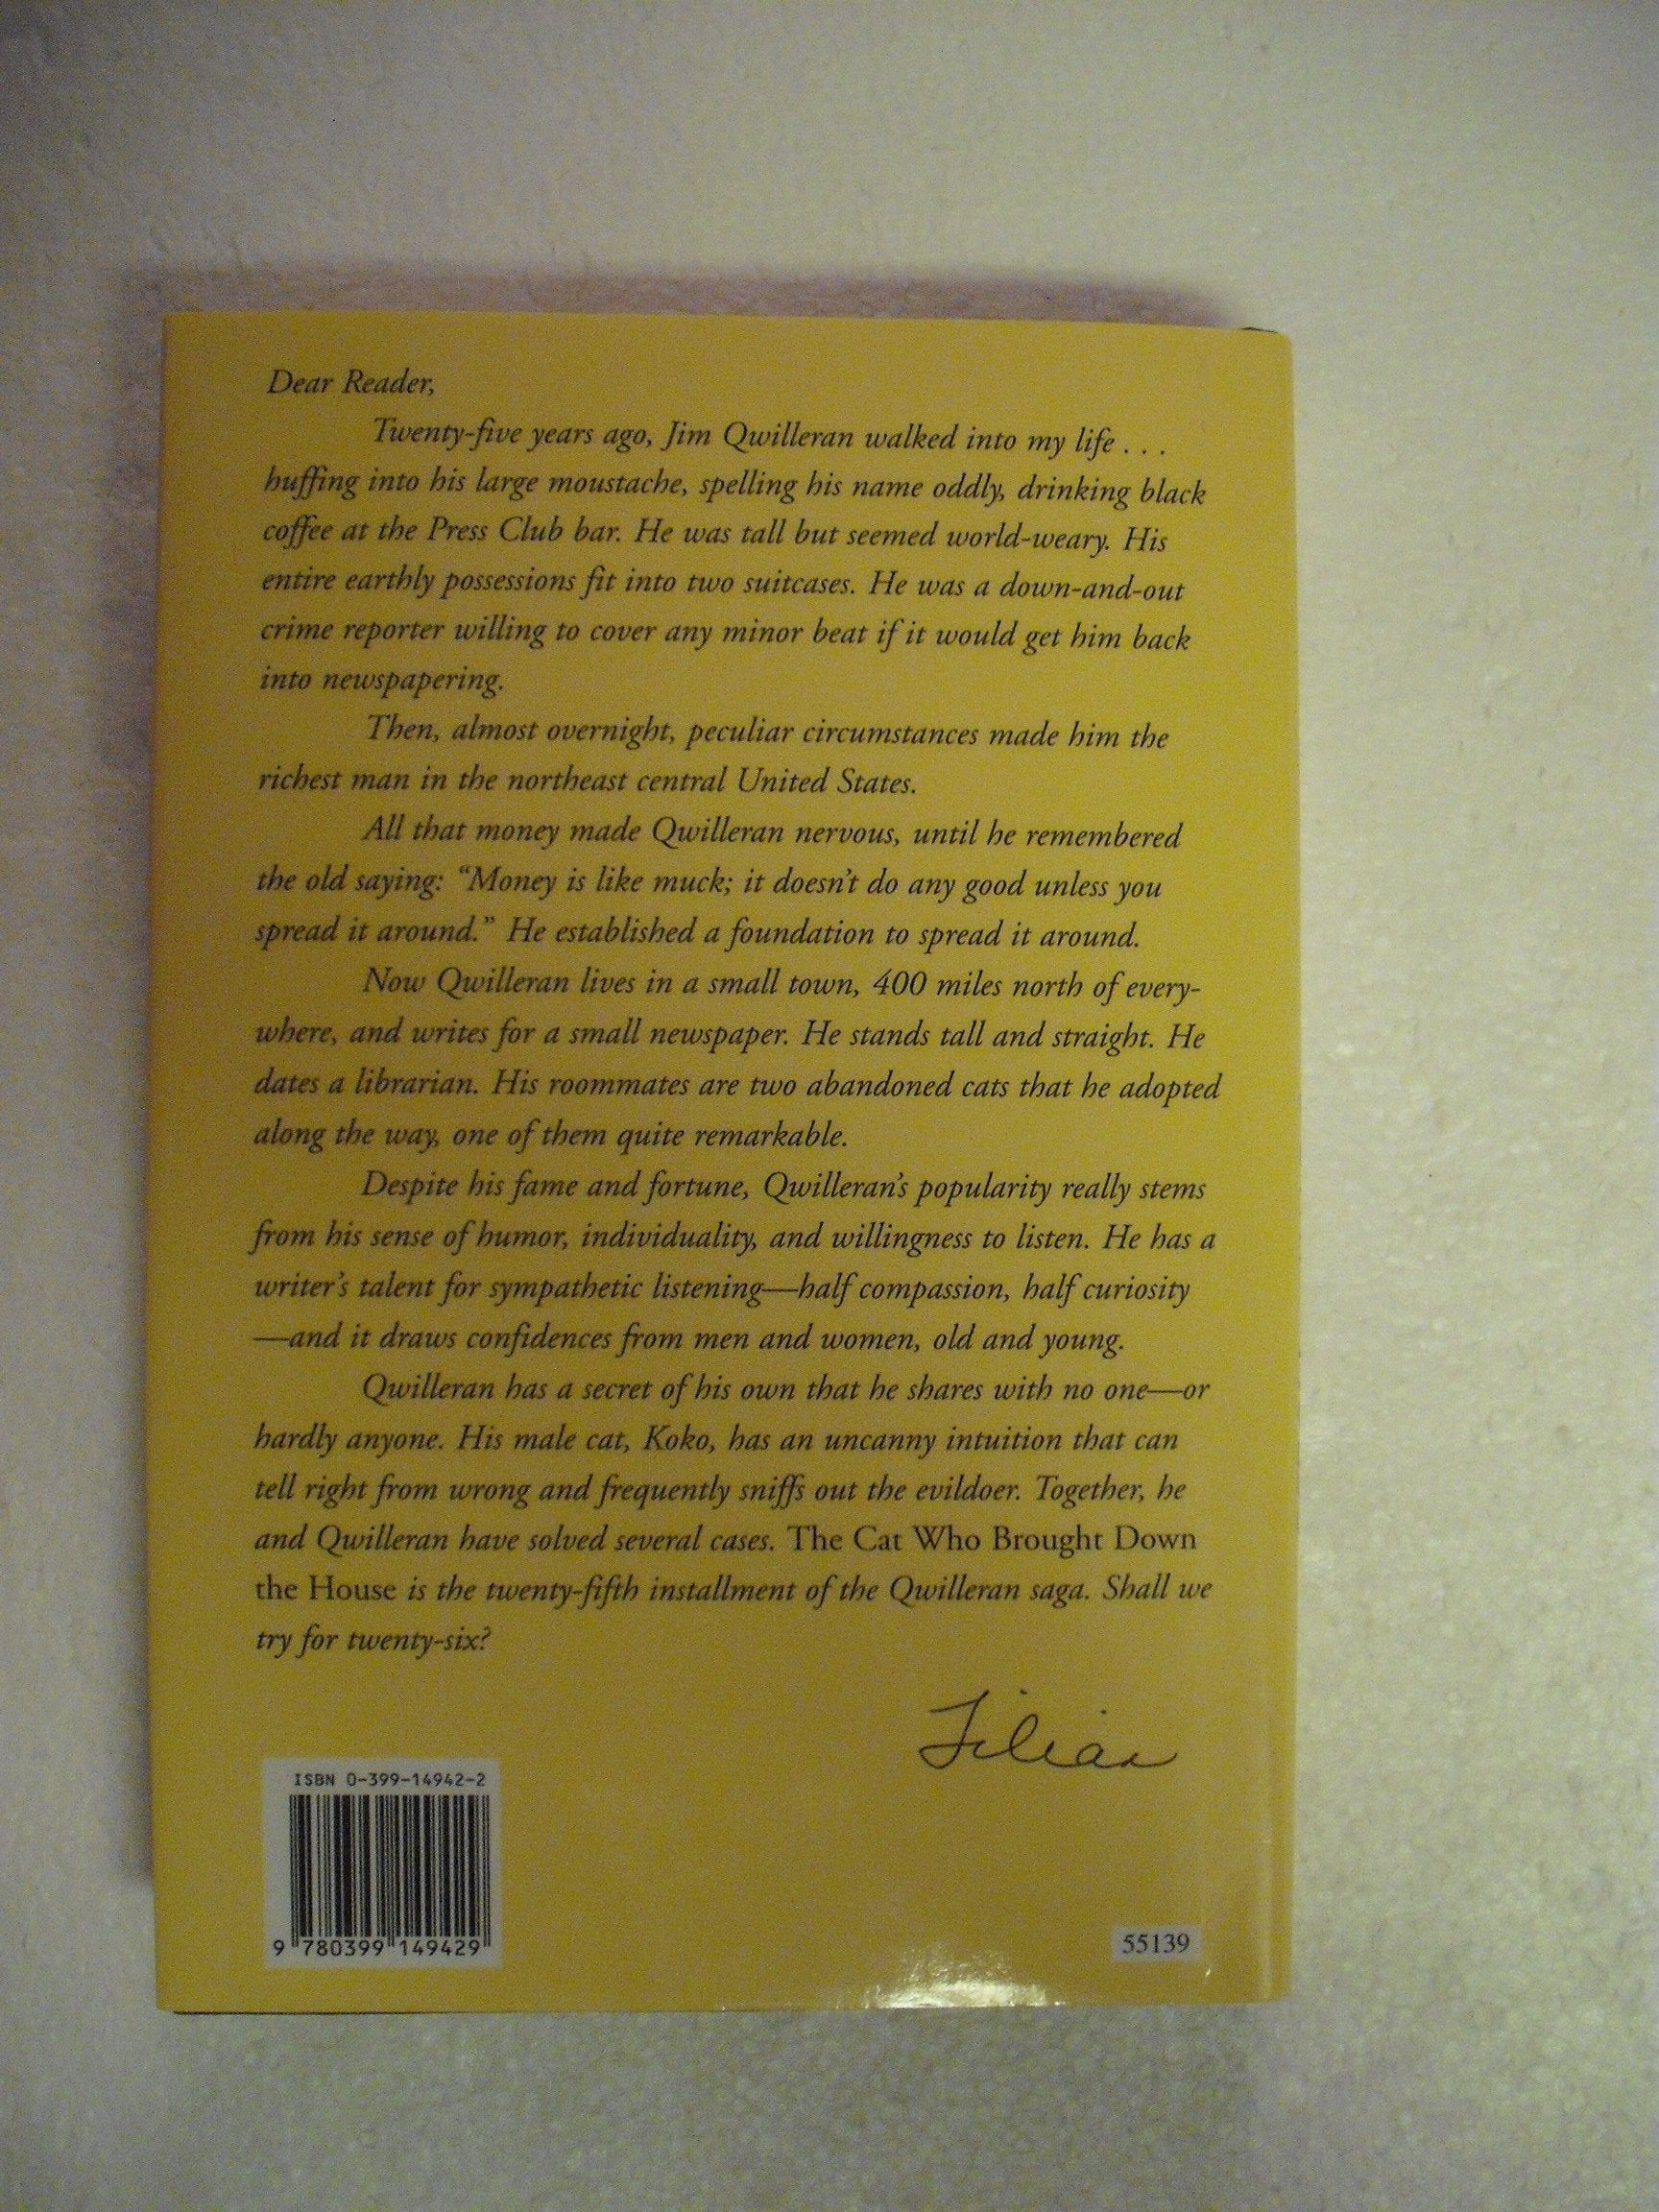 Dear Reader,
Twenty-five years ago, Jim Qwilleran walked into my life . . .
huffing into his large moustache, spelling his name oddly, drinking black
coffee at the Press Club bar. He was tall but seemed world-weary. His
entire earthly possessions fit into two suitcases. He was a down-and-out
crime reporter willing to cover any minor beat if it would get him back
into newspapering.
Then, almost overnight, peculiar circumstances made him the
richest man in the northeast central United States.
All that money made Qwilleran nervous, until he remembered
the old saying: “Money is like muck; it doesn’t do any good unless you
spread it around.” He established a foundation to spread it around.
Now Qwilleran lives in a small town, 400 miles north of every-
where, and writes for a small newspaper. He stands tall and straight. He
dates a librarian. His roommates are two abandoned cats that he adopted
along the way, one of them quite remarkable.
Despite his fame and fortune, Qwilleran’s popularity really stems
from his sense of humor, individuality, and willingness to listen. He has a
writer’s talent for sympathetic listening—half compassion, half curiosity
—and it draws confidences from men and women, old and young.
Qwilleran has a secret of his own that he shares with no one—or
hardly anyone. His male cat, Koko, has an uncanny intuition that can
tell right from wrong and frequently sniffs out the evildoer. Together, he
and Qwilleran have solved several cases. The Cat Who Brought Down
the House is the twenty-fifth installment of the Qwilleran saga. Shall we
try for twenty-six?
Lilian
ISBN 0-399-14942-2
9 780399 149429
55139